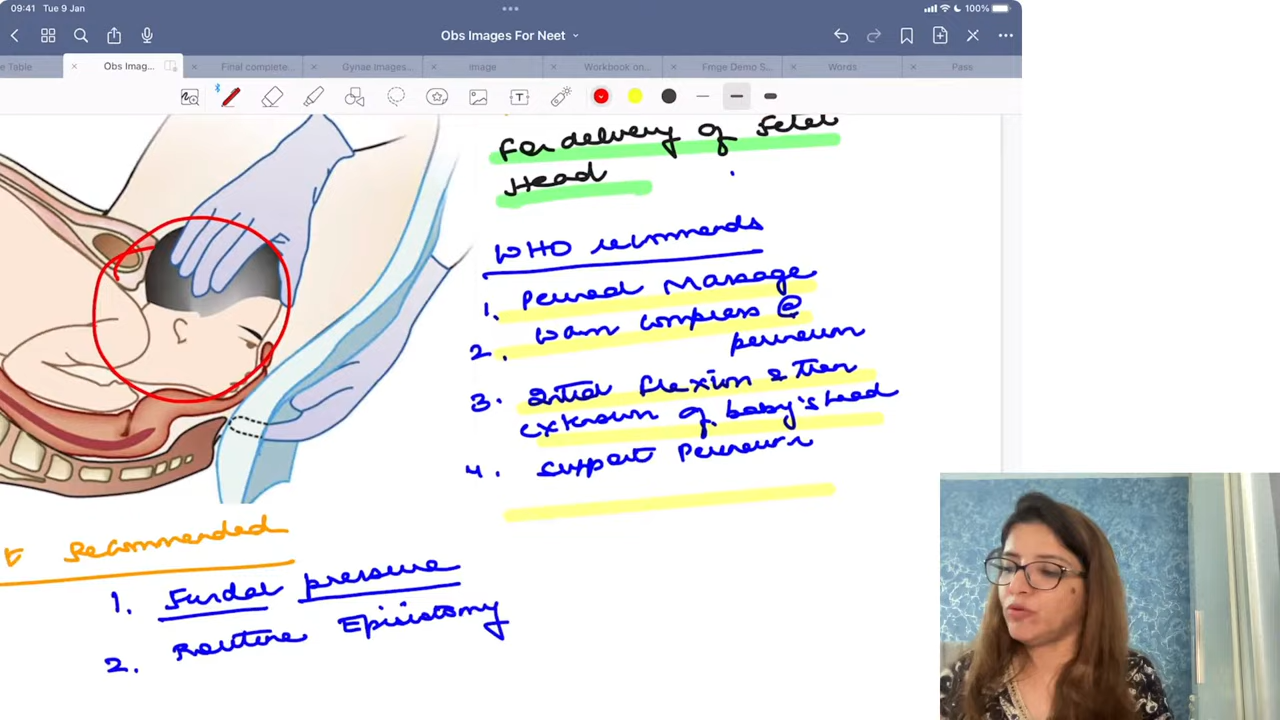 09:41 Tue 9 Jan
100%
Obs Images For Neet
e Table
Obs Imag...
Final complete...
Gynae Images...
image
Workbook on...
Fmge Demo S...
Words
Pass
For delivery of Fetal
Head
WHO recommends
1. Perineal Massage
2. Warm compress @
perineum
3. Initial flexion & then
extension of baby's head
4. Support Perineum
Recommended
1. Fundal pressure
2. Routine Episiotomy